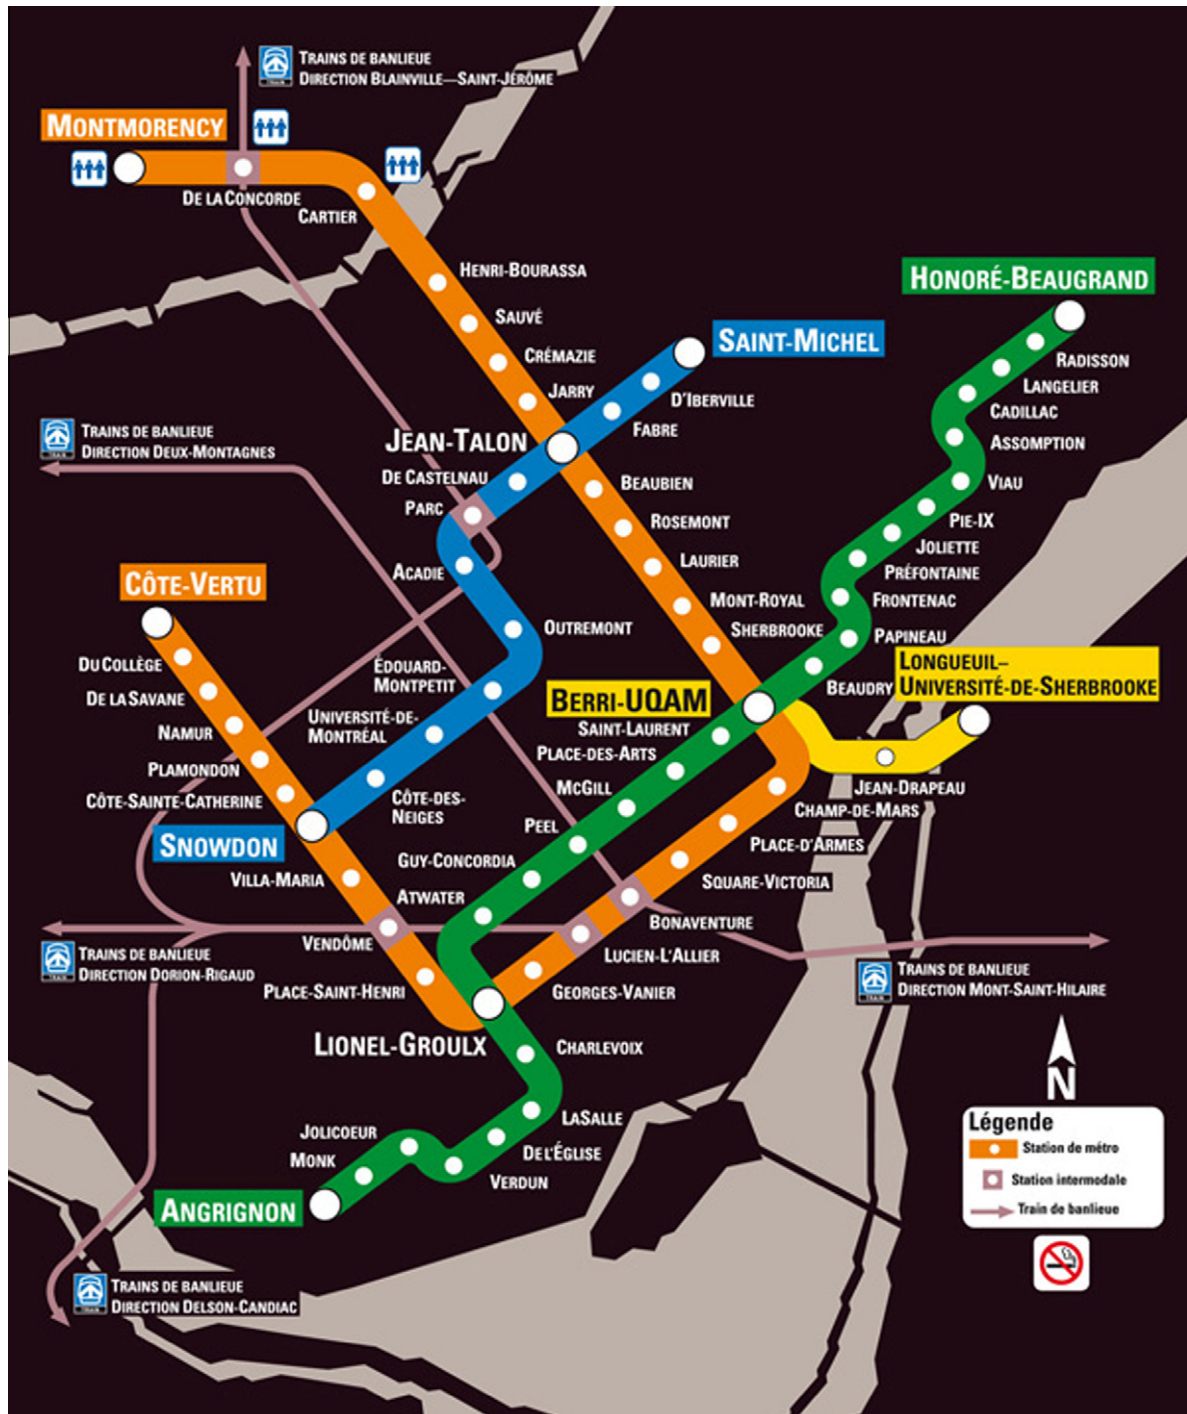 TRAINS DE BANLIEUE
DIRECTION BLAINVILLE—SAINT-JÉRÔME
TRAIN
MONTMORENCY
DE LA CONCORDE
CARTIER
HENRI-BOURASSA
HONORÉ-BEAUGRAND
SAUVÉ
SAINT-MICHEL
CRÉMAZIE
RADISSON
JARRY
LANGELIER
D'IBERVILLE
CADILLAC
FABRE
TRAINS DE BANLIEUE
DIRECTION DEUX-MONTAGNES
TRAIN
JEAN-TALON
ASSOMPTION
DE CASTELNAU
BEAUBIEN
VIAU
PARC
ROSEMONT
PIE-IX
JOLIETTE
LAURIER
ACADIE
PRÉFONTAINE
CÔTE-VERTU
MONT-ROYAL
FRONTENAC
OUTREMONT
SHERBROOKE
PAPINEAU
DU COLLÈGE
ÉDOUARD-
MONTPETIT
LONGUEUIL–
UNIVERSITÉ-DE-SHERBROOKE
DE LA SAVANE
BEAUDRY
BERRI-UQAM
UNIVERSITÉ-DE-
MONTRÉAL
SAINT-LAURENT
NAMUR
PLACE-DES-ARTS
PLAMONDON
MCGILL
JEAN-DRAPEAU
CÔTE-SAINTE-CATHERINE
CÔTE-DES-
NEIGES
CHAMP-DE-MARS
PEEL
SNOWDON
PLACE-D'ARMES
GUY-CONCORDIA
VILLA-MARIA
SQUARE-VICTORIA
ATWATER
BONAVENTURE
VENDÔME
LUCIEN-L'ALLIER
TRAINS DE BANLIEUE
DIRECTION DORION-RIGAUD
TRAIN
TRAINS DE BANLIEUE
DIRECTION MONT-SAINT-HILAIRE
TRAIN
PLACE-SAINT-HENRI
GEORGES-VANIER
LIONEL-GROULX
CHARLEVOIX
N
LASALLE
JOLICOEUR
DE L'ÉGLISE
MONK
VERDUN
ANGRIGNON
Légende
Station de métro
Station intermodale
Train de banlieue
TRAINS DE BANLIEUE
DIRECTION DELSON-CANDIAC
TRAIN